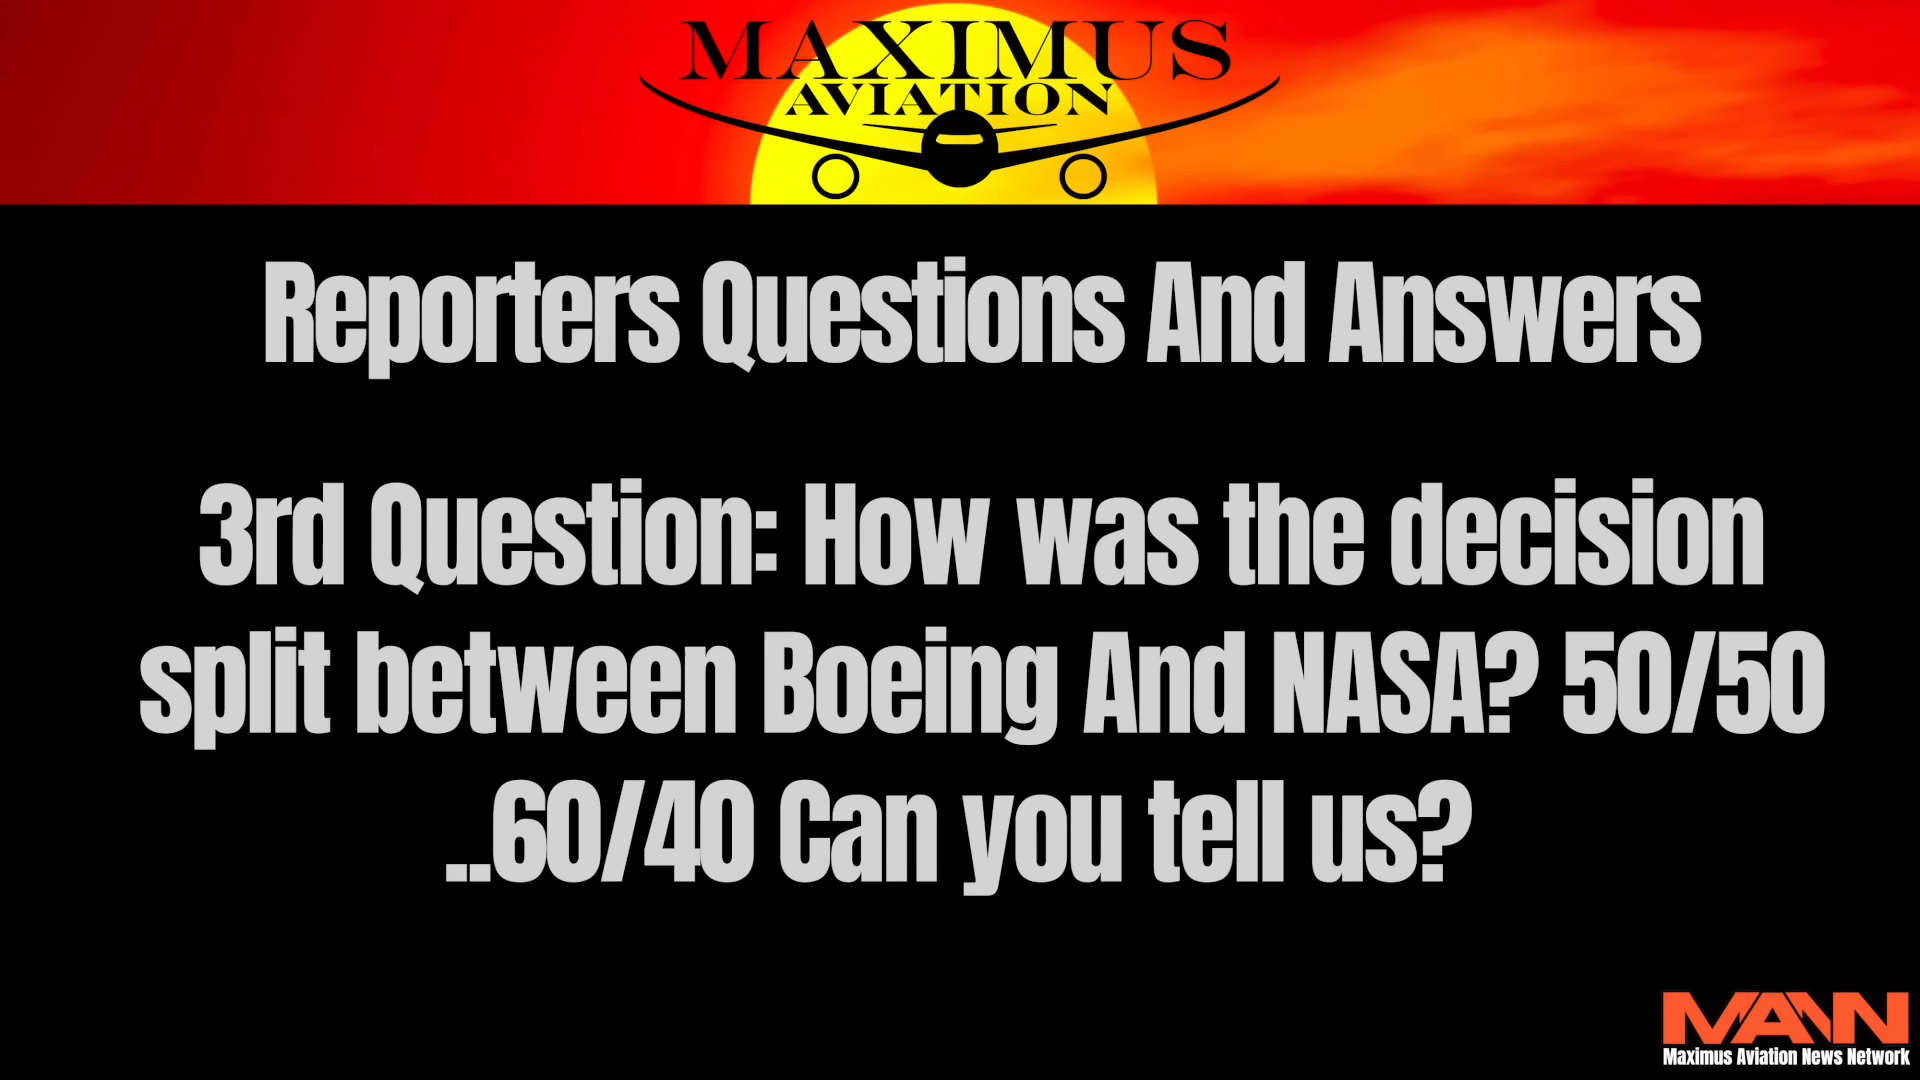 MAXIMUS
AVIATION
Reporters Questions And Answers
3rd Question: How was the decision
split between Boeing And NASA? 50/50
..60/40 Can you tell us?
MANN
Maximus Aviation News Network